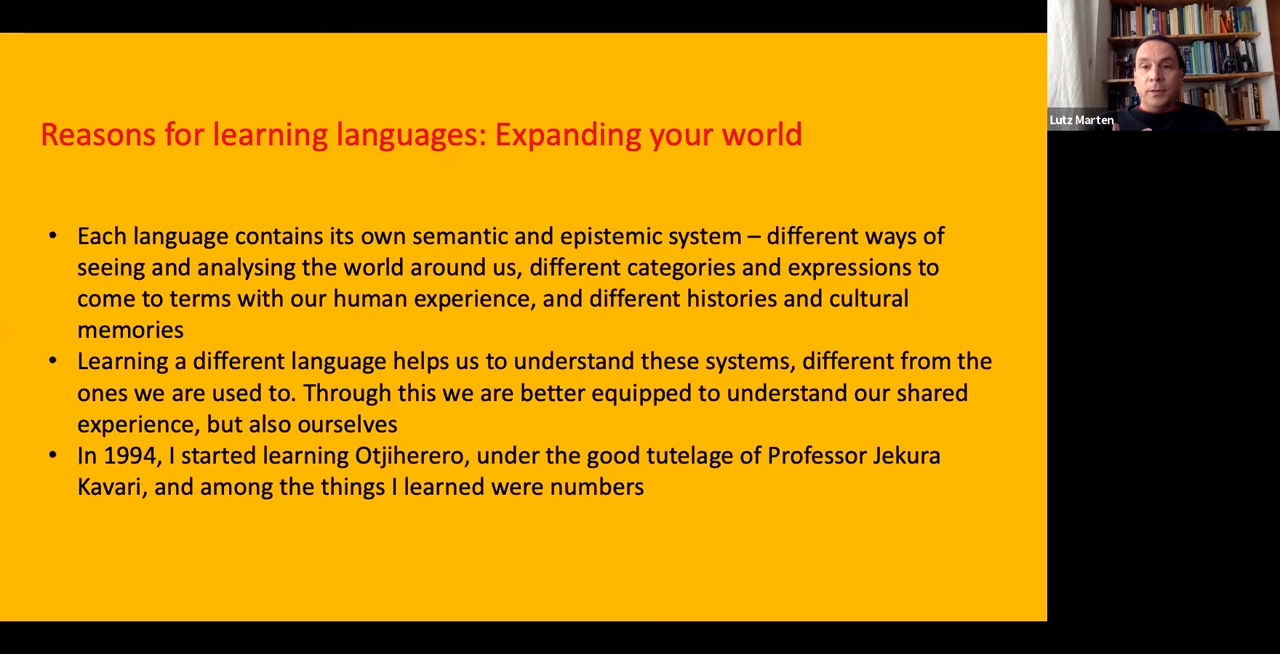 Reasons for learning languages: Expanding your world
• Each language contains its own semantic and epistemic system – different ways of
seeing and analysing the world around us, different categories and expressions to
come to terms with our human experience, and different histories and cultural
memories
• Learning a different language helps us to understand these systems, different from the
ones we are used to. Through this we are better equipped to understand our shared
experience, but also ourselves
• In 1994, I started learning Otjiherero, under the good tutelage of Professor Jekura
Kavari, and among the things I learned were numbers
Lutz Marten